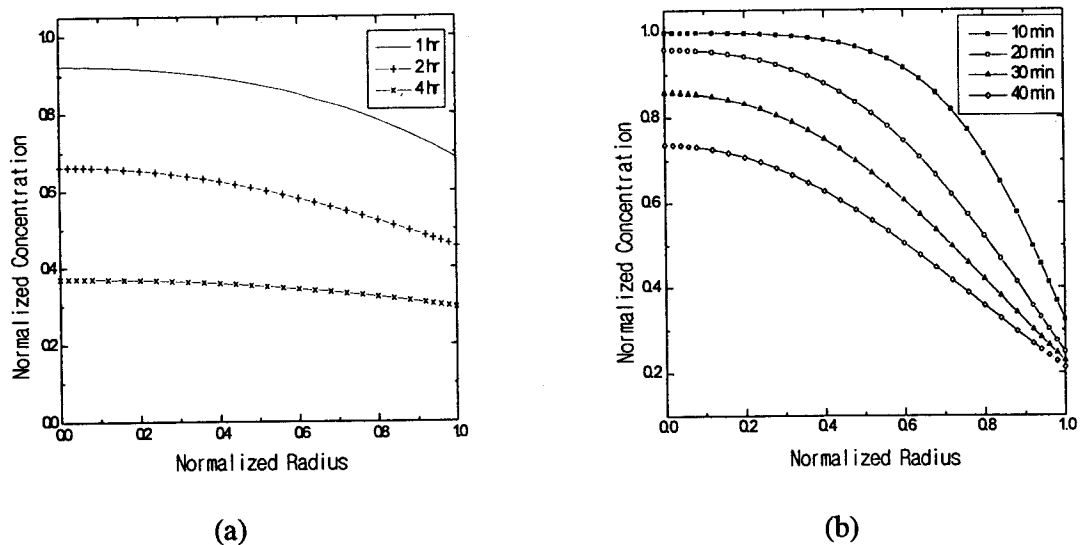 1.0
0.8
0.6
0.4
0.2
0.0
Normalized Concentration
1 hr
2 hr
4 hr
0.0 0.2 0.4 0.6 0.8 1.0
Normalized Radius
(a)
1.0
0.8
0.6
0.4
0.2
Normalized Concentration
10 min
20 min
30 min
40 min
0.0 0.2 0.4 0.6 0.8 1.0
Normalized Radius
(b)